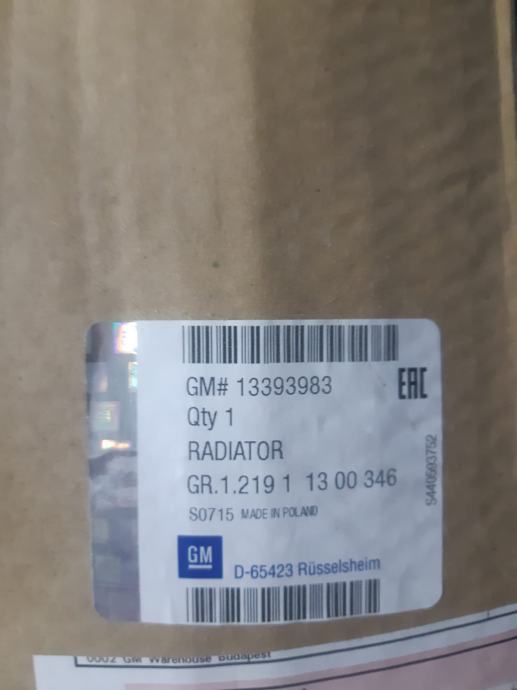 GM# 13393983
EAC
Qty 1
RADIATOR
GR.1.219 1 13 00 346
S0715 MADE IN POLAND
S440593752
GM
D-65423 Rüsselsheim
0002 GM Warehouse Budapest